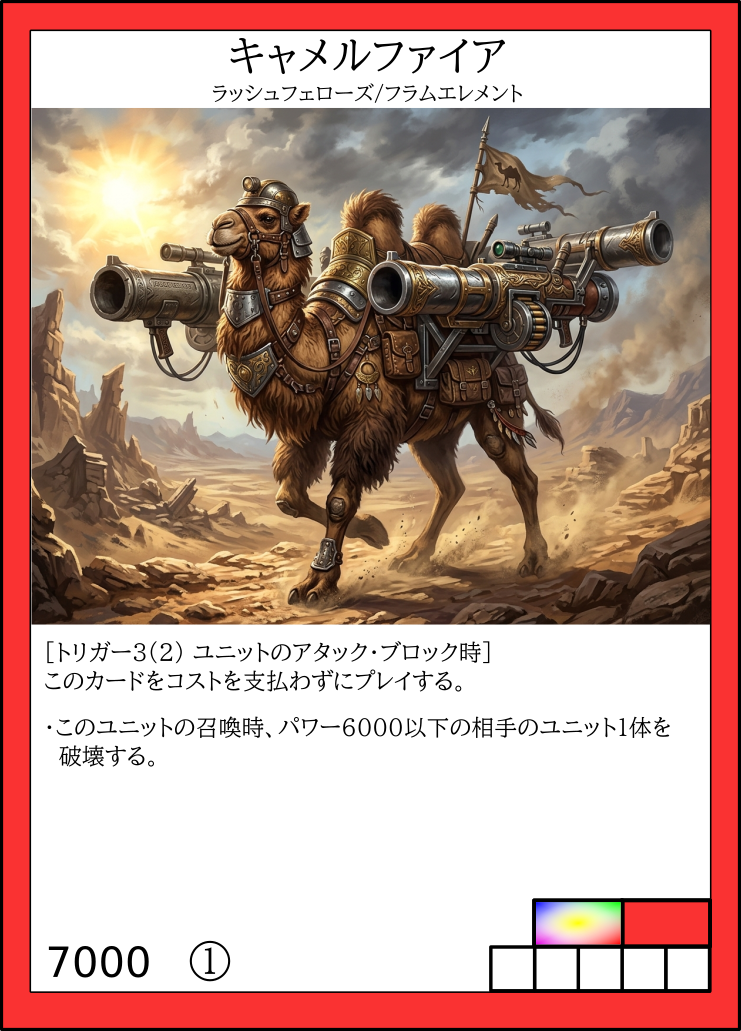 キャメルファイア
ラッシュフェローズ/フラムエレメント
[トリガー3(2) ユニットのアタック・ブロック時]
このカードをコストを支払わずにプレイする。
・このユニットの召喚時、パワー6000以下の相手のユニット1体を
破壊する。
7000 ①